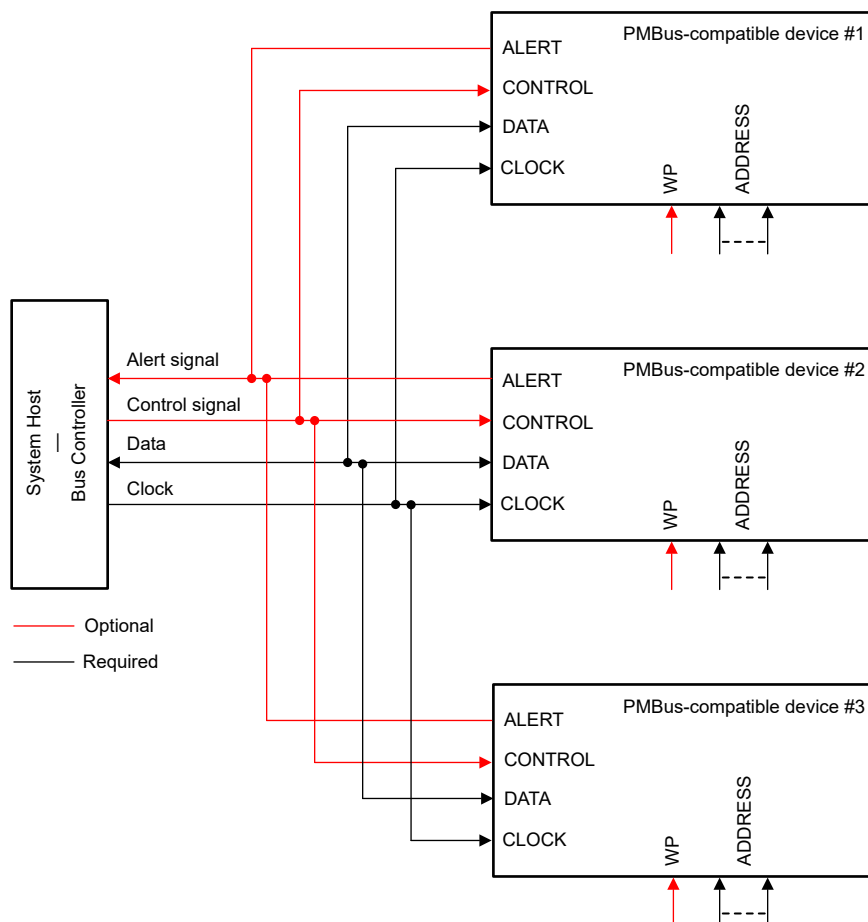 PMBus-compatible device #1
ALERT
CONTROL
DATA
CLOCK
WP
ADDRESS
System Host
—
Bus Controller
Alert signal
Control signal
Data
Clock
PMBus-compatible device #2
ALERT
CONTROL
DATA
CLOCK
WP
ADDRESS
Optional
Required
PMBus-compatible device #3
ALERT
CONTROL
DATA
CLOCK
WP
ADDRESS